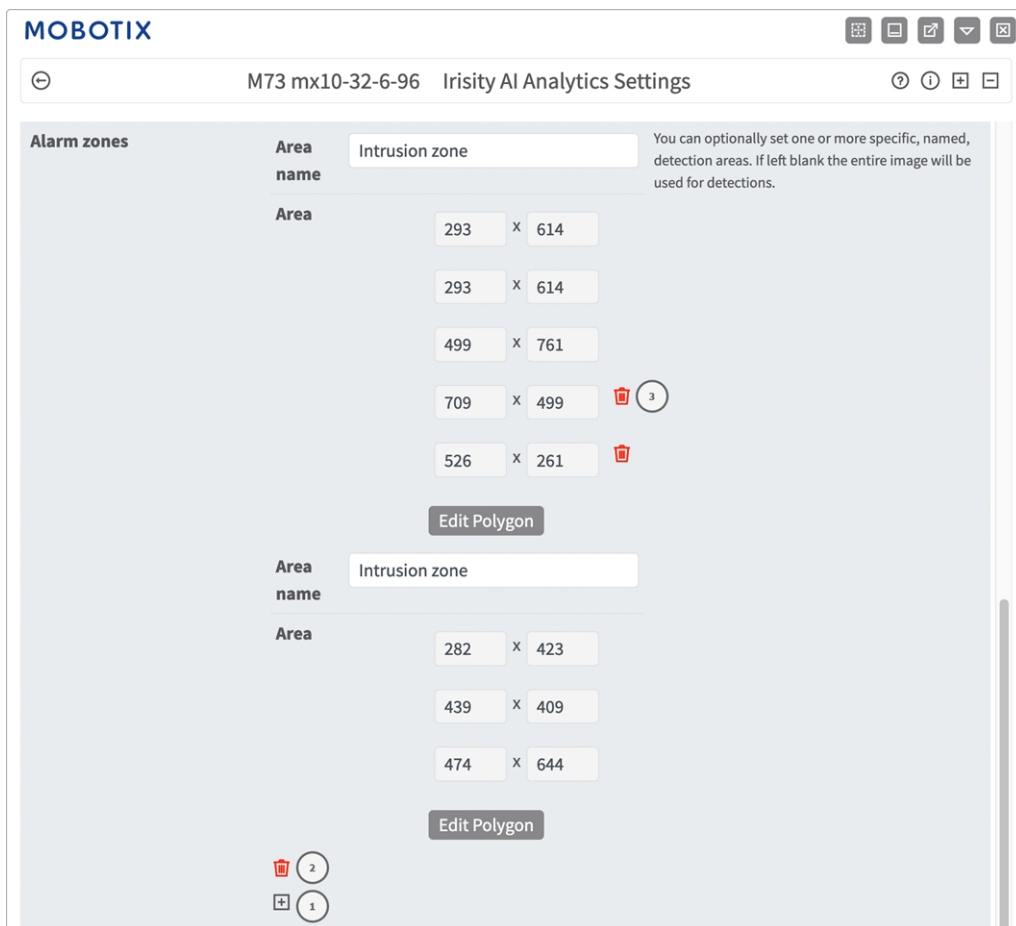 MOBOTIX
M73 mx10-32-6-96 Irisity AI Analytics Settings
Alarm zones
Area name
Intrusion zone
You can optionally set one or more specific, named,
detection areas. If left blank the entire image will be
used for detections.
Area
293 x 614
293 x 614
499 x 761
709 x 499
3
526 x 261
Edit Polygon
Area name
Intrusion zone
Area
282 x 423
439 x 409
474 x 644
Edit Polygon
2
1